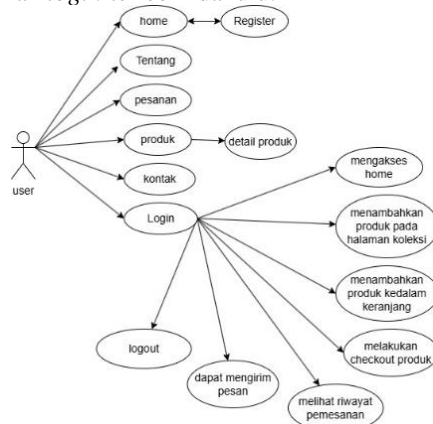 home
Register
Tentang
pesanan
produk
detail produk
user
kontak
Login
mengakses
home
menambahkan
produk pada
halaman koleksi
menambahkan
produk kedalam
keranjang
melakukan
checkout produk
logout
dapat mengirim
pesan
melihat riwayat
pemesanan